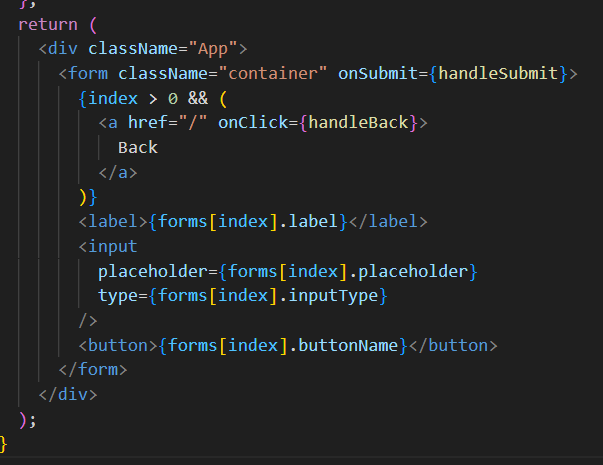 };
return (
<div className="App">
<form className="container" onSubmit={handleSubmit}>
{index > 0 && (
<a href="/" onClick={handleBack}>
Back
</a>
)}
<label>{forms[index].label}</label>
<input
placeholder={forms[index].placeholder}
type={forms[index].inputType}
/>
<button>{forms[index].buttonName}</button>
</form>
</div>
);
}